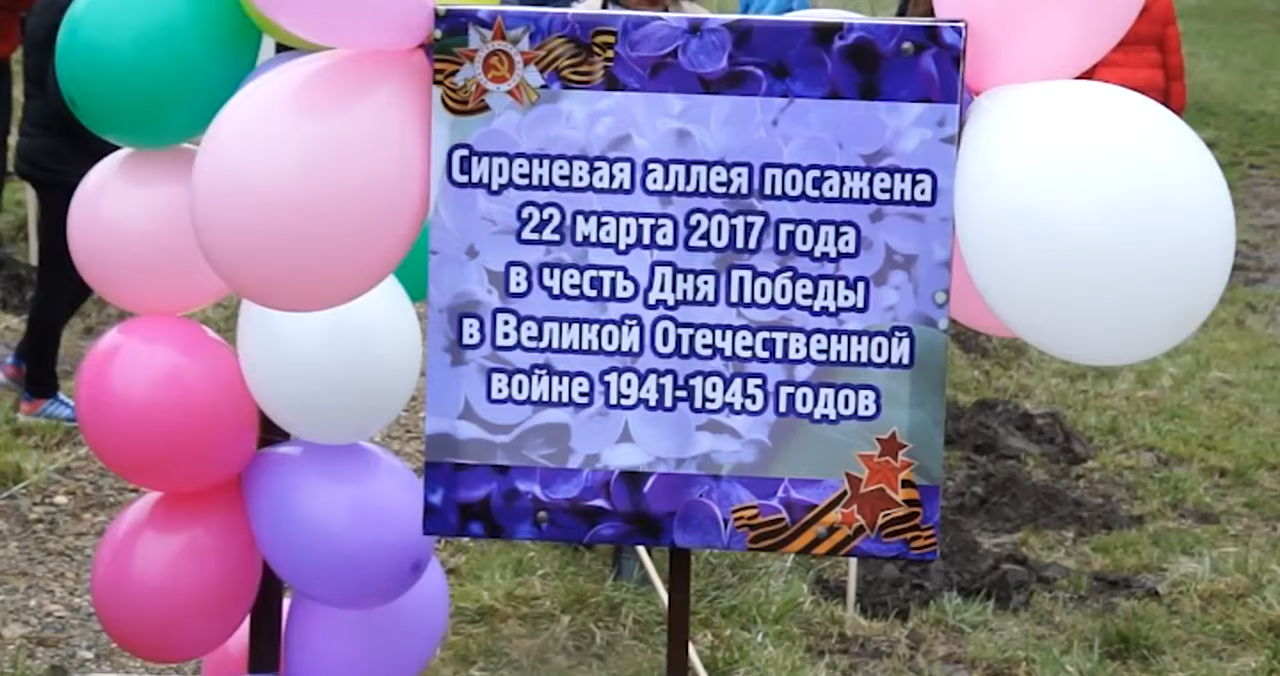 Сиреневая аллея посажена
22 марта 2017 года
в честь Дня Победы
в Великой Отечественной
войне 1941-1945 годов